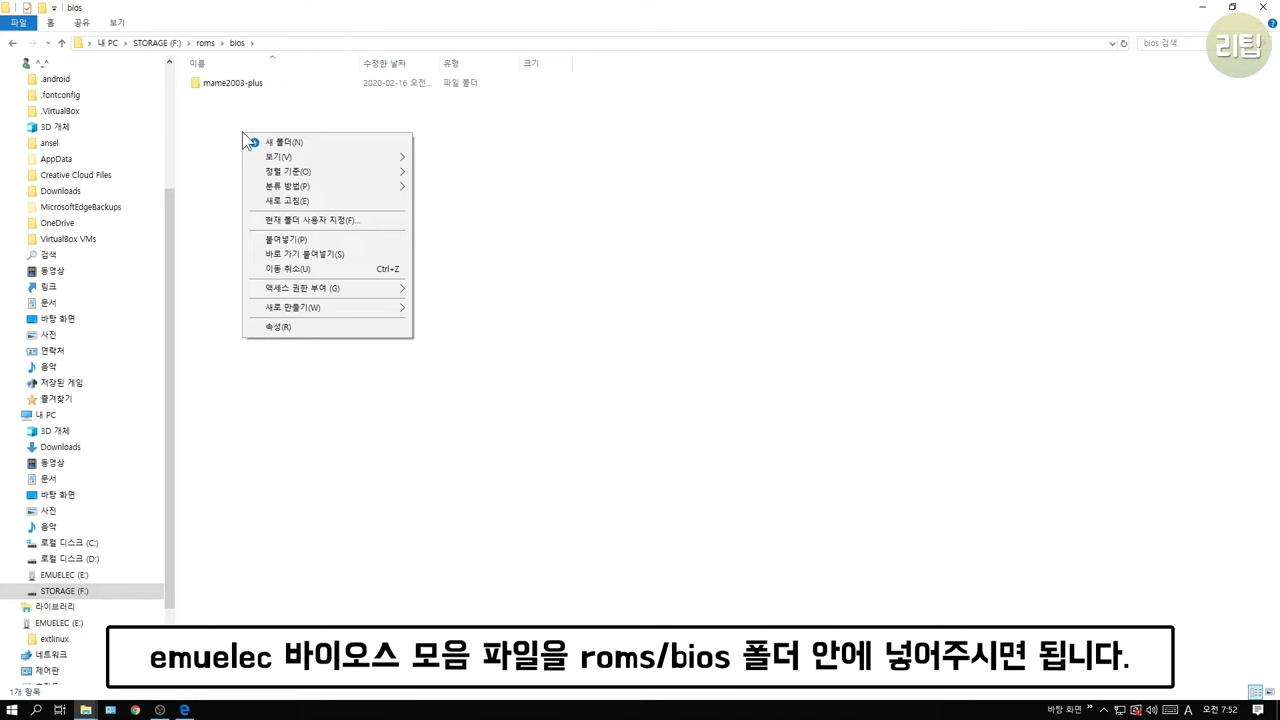 bios
파일
홈
공유
보기
내 PC
STORAGE (F:)
roms
bios
bios 검색
리팁
^_^
.android
.fontconfig
.VirtualBox
3D 개체
ansel
AppData
Creative Cloud Files
Downloads
MicrosoftEdgeBackups
OneDrive
VirtualBox VMs
검색
동영상
링크
문서
바탕 화면
사진
연락처
음악
저장된 게임
즐겨찾기
내 PC
3D 개체
Downloads
동영상
문서
바탕 화면
사진
음악
로컬 디스크 (C:)
로컬 디스크 (D:)
EMUELEC (E:)
STORAGE (F:)
라이브러리
EMUELEC (E:)
extlinux
네트워크
제어판
이름
수정한 날짜
유형
크기
mame2003-plus
2020-02-16 오전...
파일 폴더
새 폴더(N)
보기(V)
정렬 기준(O)
분류 방법(P)
새로 고침(E)
현재 폴더 사용자 지정(F)...
붙여넣기(P)
바로 가기 붙여넣기(S)
이동 취소(U) Ctrl+Z
액세스 권한 부여 (G)
새로 만들기(W)
속성(R)
emuelec 바이오스 모음 파일을 roms/bios 폴더 안에 넣어주시면 됩니다.
1개 항목
바탕 화면
A
오전 7:52